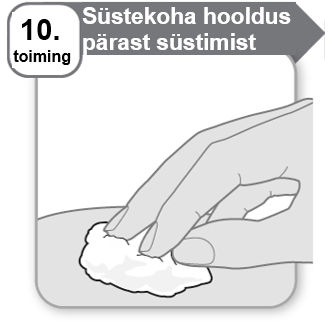 10.
toiming
Süstekoha hooldus
pärast süstimist